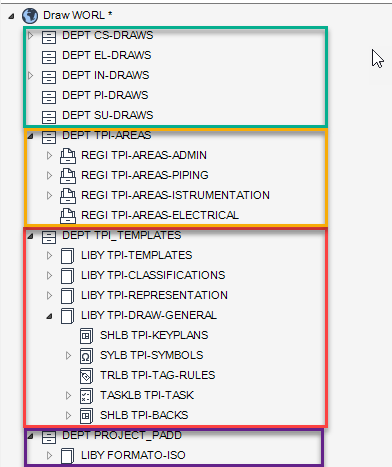 Draw WORL *
DEPT CS-DRAWS
DEPT EL-DRAWS
DEPT IN-DRAWS
DEPT PI-DRAWS
DEPT SU-DRAWS
DEPT TPI-AREAS
REGI TPI-AREAS-ADMIN
REGI TPI-AREAS-PIPING
REGI TPI-AREAS-ISTRUMENTATION
REGI TPI-AREAS-ELECTRICAL
DEPT TPI_TEMPLATES
LIBY TPI-TEMPLATES
LIBY TPI-CLASSIFICATIONS
LIBY TPI-REPRESENTATION
LIBY TPI-DRAW-GENERAL
SHLB TPI-KEYPLANS
SYLB TPI-SYMBOLS
TRLB TPI-TAG-RULES
TASKLB TPI-TASK
SHLB TPI-BACKS
DEPT PROJECT_PADD
LIBY FORMATO-ISO